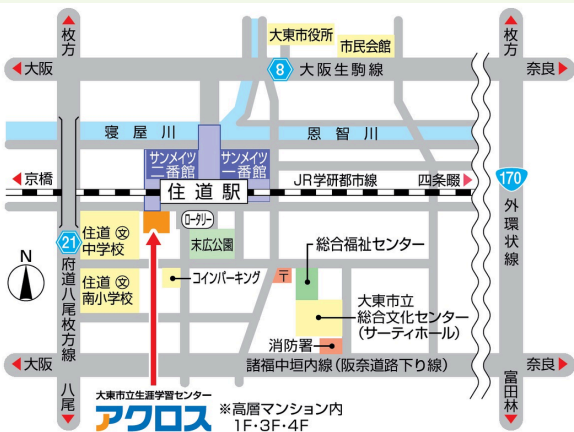 枚方
大東市役所
市民会館
枚方
大阪
8
大阪生駒線
奈良
寝屋川
恩智川
サンメイツ
二番館
サンメイツ
二番館
京橋
住道駅
JR学研都市線
四条畷
170
外環状線
住道
中学校
文
ロータリー
末広公園
21
府道八尾枚方線
N
住道
南小学校
文
コインパーキング
〒
総合福祉センター
大東市立
総合文化センター
(サーティホール)
消防署
大阪
諸福中垣内線(阪奈道路下り線)
奈良
八尾
大東市立生涯学習センター
アクロス
※高層マンション内
1F・3F・4F
富田林